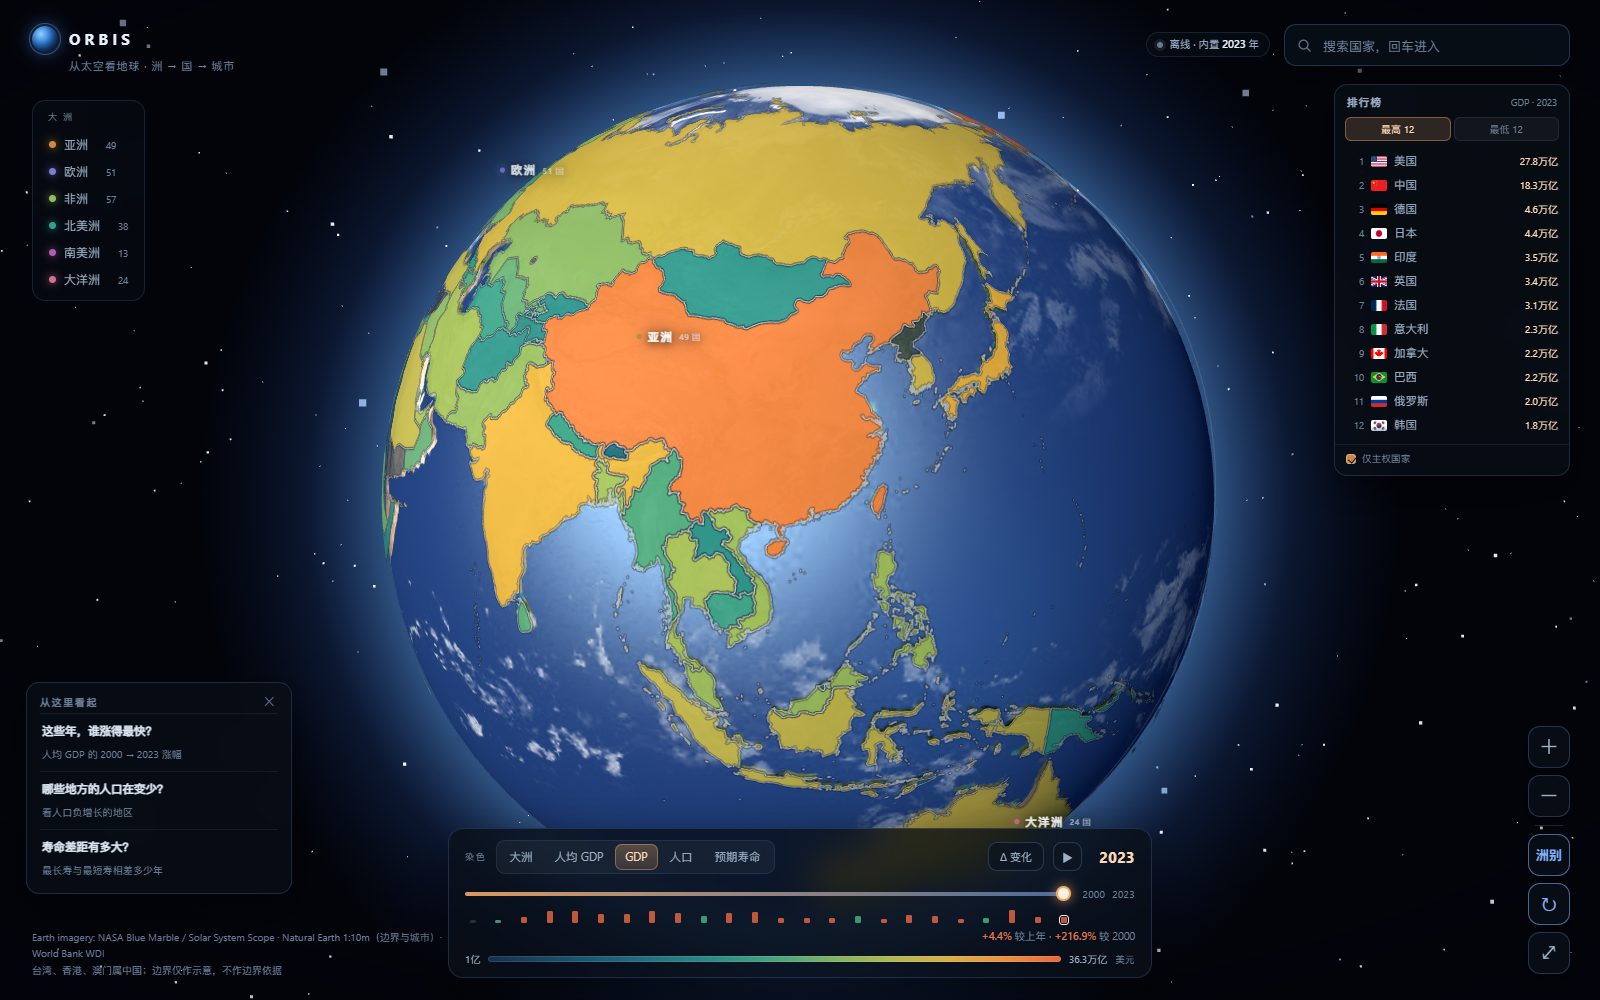 ORBIS
从太空看地球 · 洲 → 国 → 城市
离线 · 内置 2023 年
搜索国家，回车进入
大 洲
亚洲 49
欧洲 51
非洲 57
北美洲 38
南美洲 13
大洋洲 24
欧洲 51 国
亚洲 49 国
大洋洲 24 国
排行榜 GDP · 2023
最高 12 最低 12
1 美国 27.8万亿
2 中国 18.3万亿
3 德国 4.6万亿
4 日本 4.4万亿
5 印度 3.5万亿
6 英国 3.4万亿
7 法国 3.1万亿
8 意大利 2.3万亿
9 加拿大 2.2万亿
10 巴西 2.2万亿
11 俄罗斯 2.0万亿
12 韩国 1.8万亿
仅主权国家
从这里看起
这些年，谁涨得最快？
人均 GDP 的 2000 → 2023 涨幅
哪些地方的人口在变少？
看人口负增长的地区
寿命差距有多大？
最长寿与最短寿相差多少年
染色 大洲 人均 GDP GDP 人口 预期寿命 Δ 变化 2023
2000 2023
+4.4% 较上年 · +216.9% 较 2000
1亿 36.3万亿 美元
洲别
Earth imagery: NASA Blue Marble / Solar System Scope · Natural Earth 1:10m（边界与城市） ·
World Bank WDI
台湾、香港、澳门属中国；边界仅作示意，不作边界依据